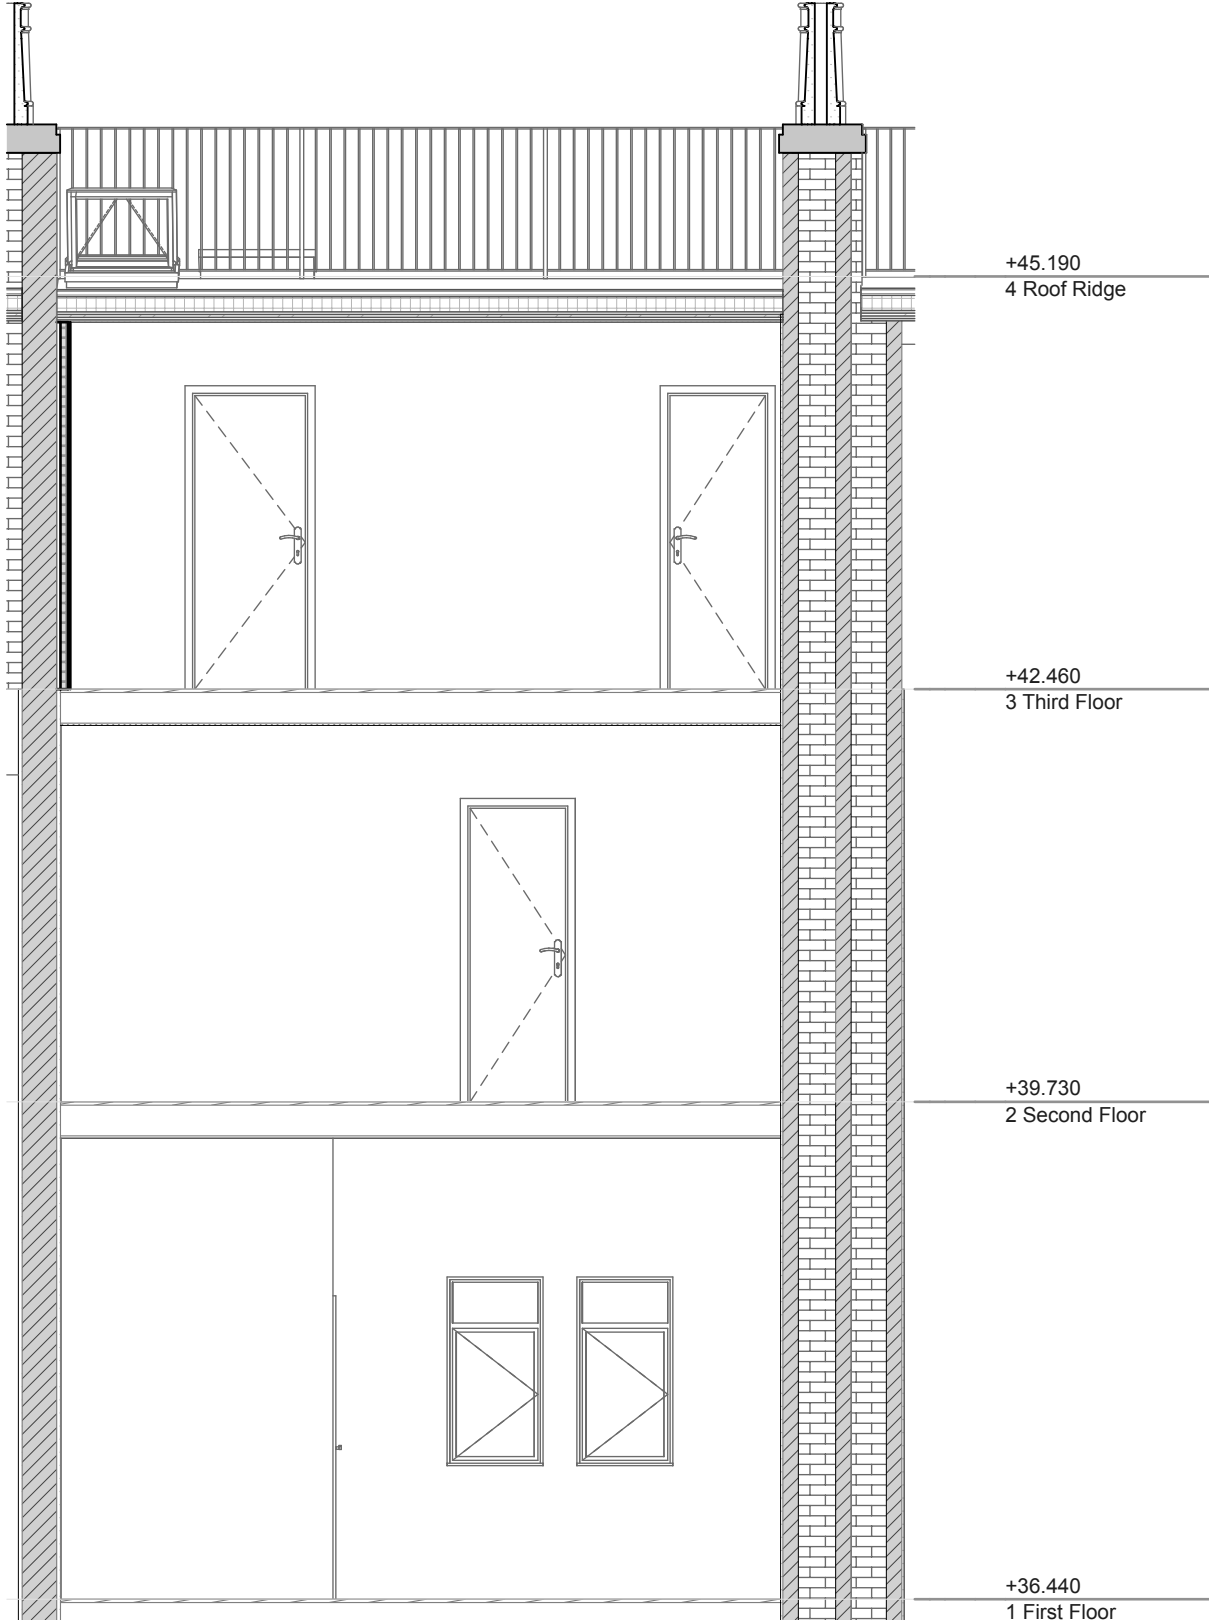 +45.190
4 Roof Ridge
+42.460
3 Third Floor
+39.730
2 Second Floor
+36.440
1 First Floor